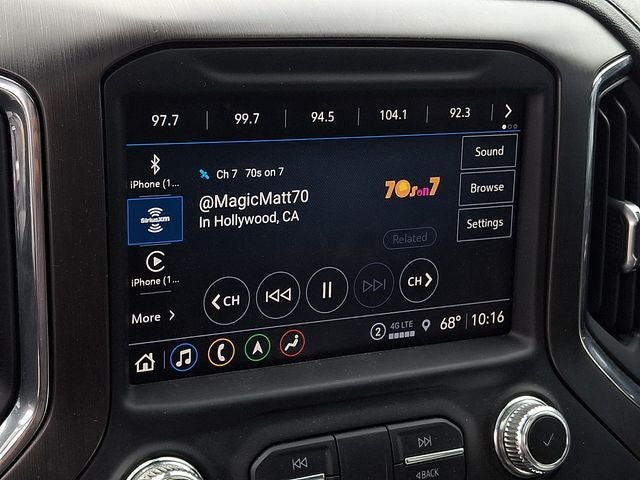 97.7 99.7 94.5 104.1 92.3
iPhone (1...
SiriusXM
iPhone (1...
More
Ch 7 70s on 7
@MagicMatt70
In Hollywood, CA
70s on 7
Related
Sound
Browse
Settings
CH
CH
2 4G LTE 68° 10:16
BACK